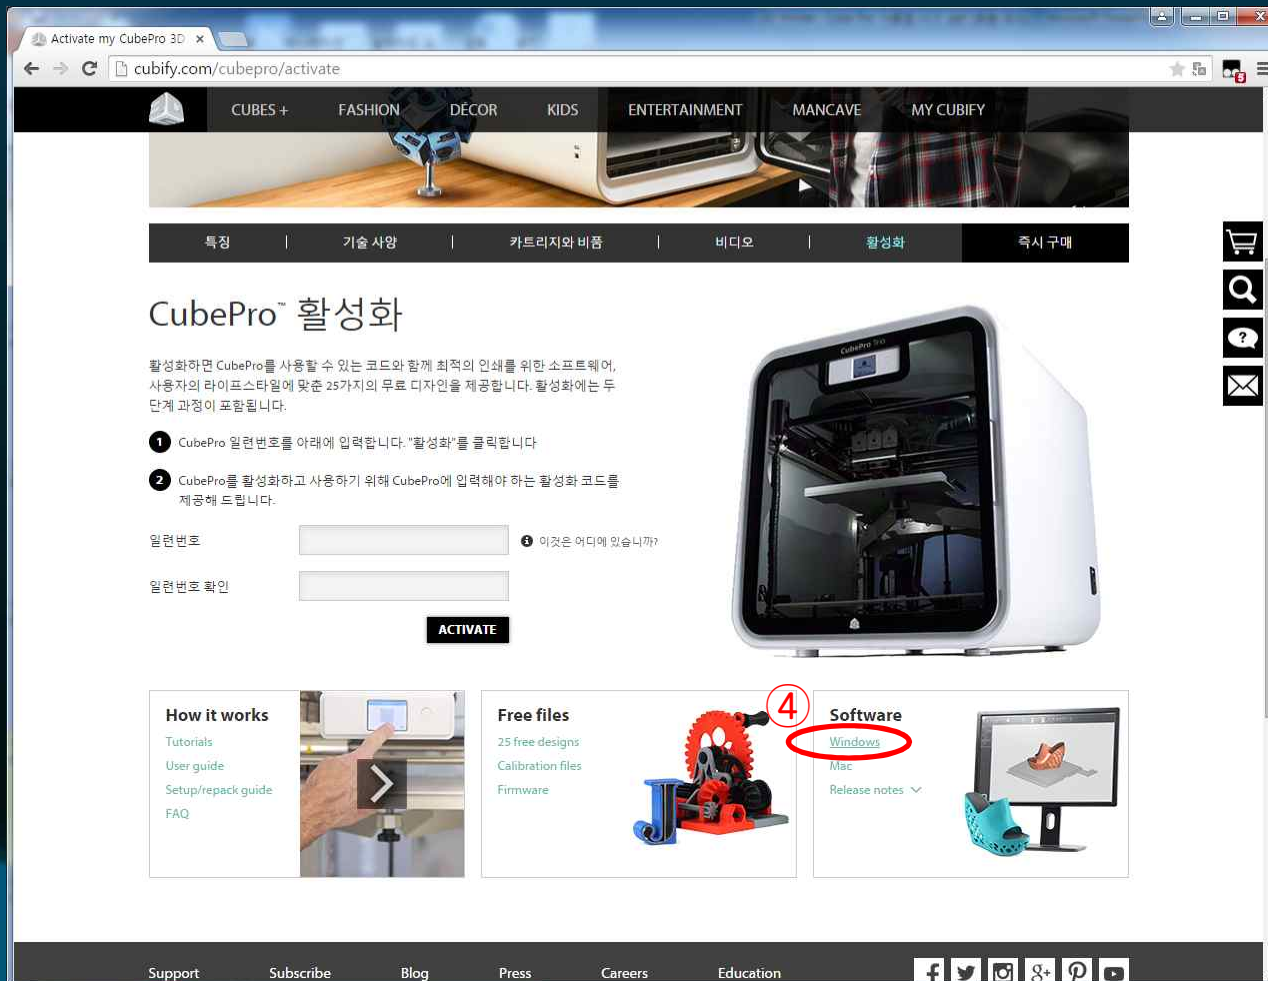 Activate my CubePro 3D
cubify.com/cubepro/activate
5
CUBES + FASHION DÉCOR KIDS ENTERTAINMENT MANCAVE MY CUBIFY
특징 | 기술 사양 | 카트리지와 비품 | 비디오 | 활성화 즉시 구매
CubePro™ 활성화
활성화하면 CubePro를 사용할 수 있는 코드와 함께 최적의 인쇄를 위한 소프트웨어,
사용자의 라이프스타일에 맞춘 25가지의 무료 디자인을 제공합니다. 활성화에는 두
단계 과정이 포함됩니다.
1 CubePro 일련번호를 아래에 입력합니다. "활성화"를 클릭합니다
2 CubePro를 활성화하고 사용하기 위해 CubePro에 입력해야 하는 활성화 코드를
제공해 드립니다.
일련번호
이것은 어디에 있습니까?
일련번호 확인
ACTIVATE
CubePro Trio
How it works
Tutorials
User guide
Setup/repack guide
FAQ
Free files
25 free designs
Calibration files
Firmware
④
Software
Windows
Mac
Release notes
Support Subscribe Blog Press Careers Education